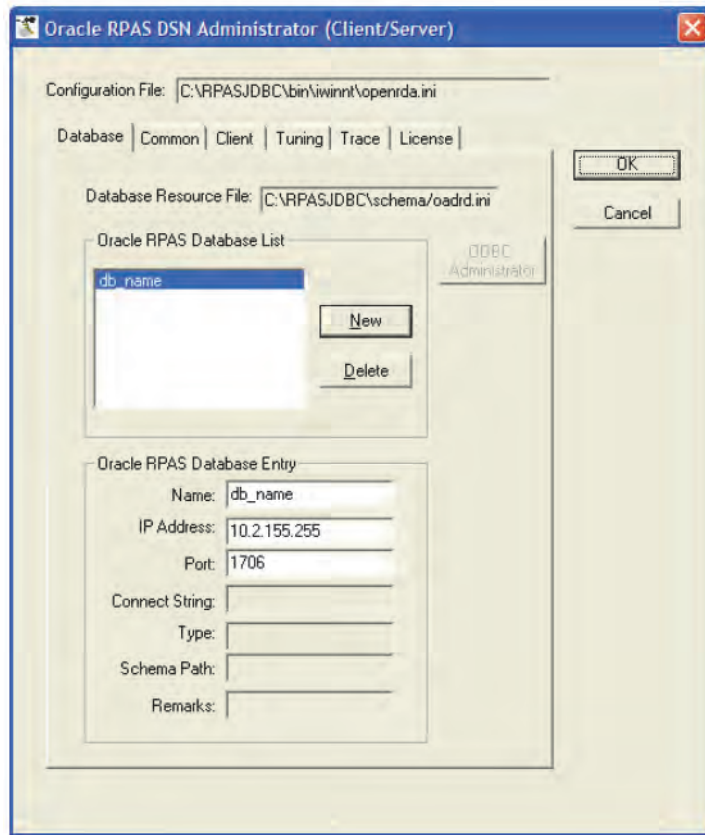 Oracle RPAS DSN Administrator (Client/Server)
Configuration File: C:\RPASJDBC\bin\iwinnt\openrda.ini
Database Common Client Tuning Trace License
OK
Database Resource File: C:\RPASJDBC\schema/oadrd.ini
Cancel
Oracle RPAS Database List
ODBC
Administrator
db_name
New
Delete
Oracle RPAS Database Entry
Name: db_name
IP Address: 10.2.155.255
Port: 1706
Connect String:
Type:
Schema Path:
Remarks: